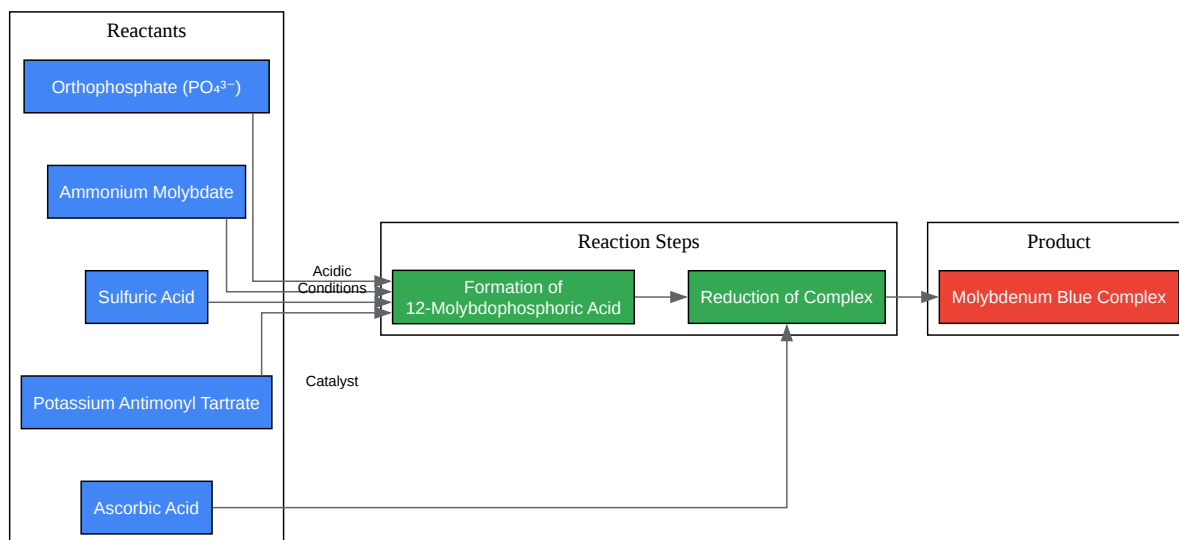 Reactants
Orthophosphate (PO₄³⁻)
Ammonium Molybdate
Sulfuric Acid
Potassium Antimonyl Tartrate
Ascorbic Acid
Acidic
Conditions
Catalyst
Reaction Steps
Formation of
12-Molybdophosphoric Acid
Reduction of Complex
Product
Molybdenum Blue Complex